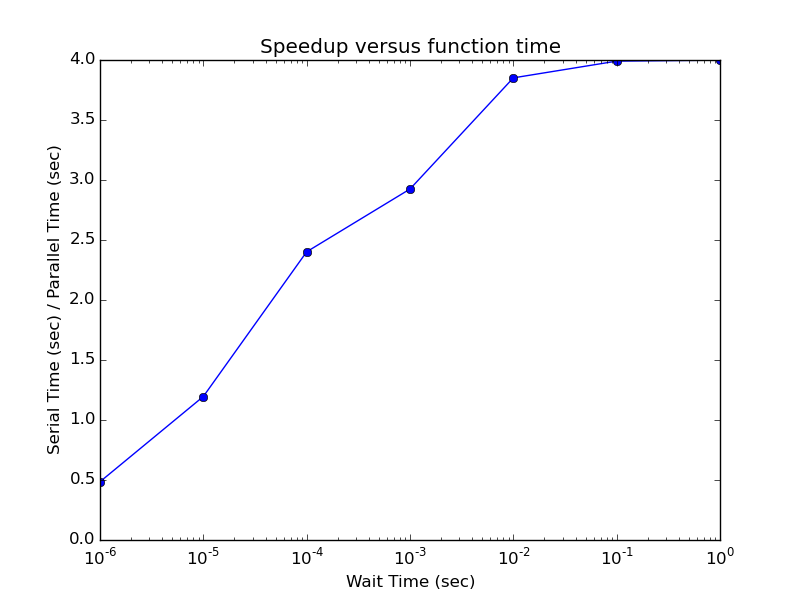 Speedup versus function time
Serial Time (sec) / Parallel Time (sec)
4.0
3.5
3.0
2.5
2.0
1.5
1.0
0.5
0.0
10^-6 10^-5 10^-4 10^-3 10^-2 10^-1 10^0
Wait Time (sec)